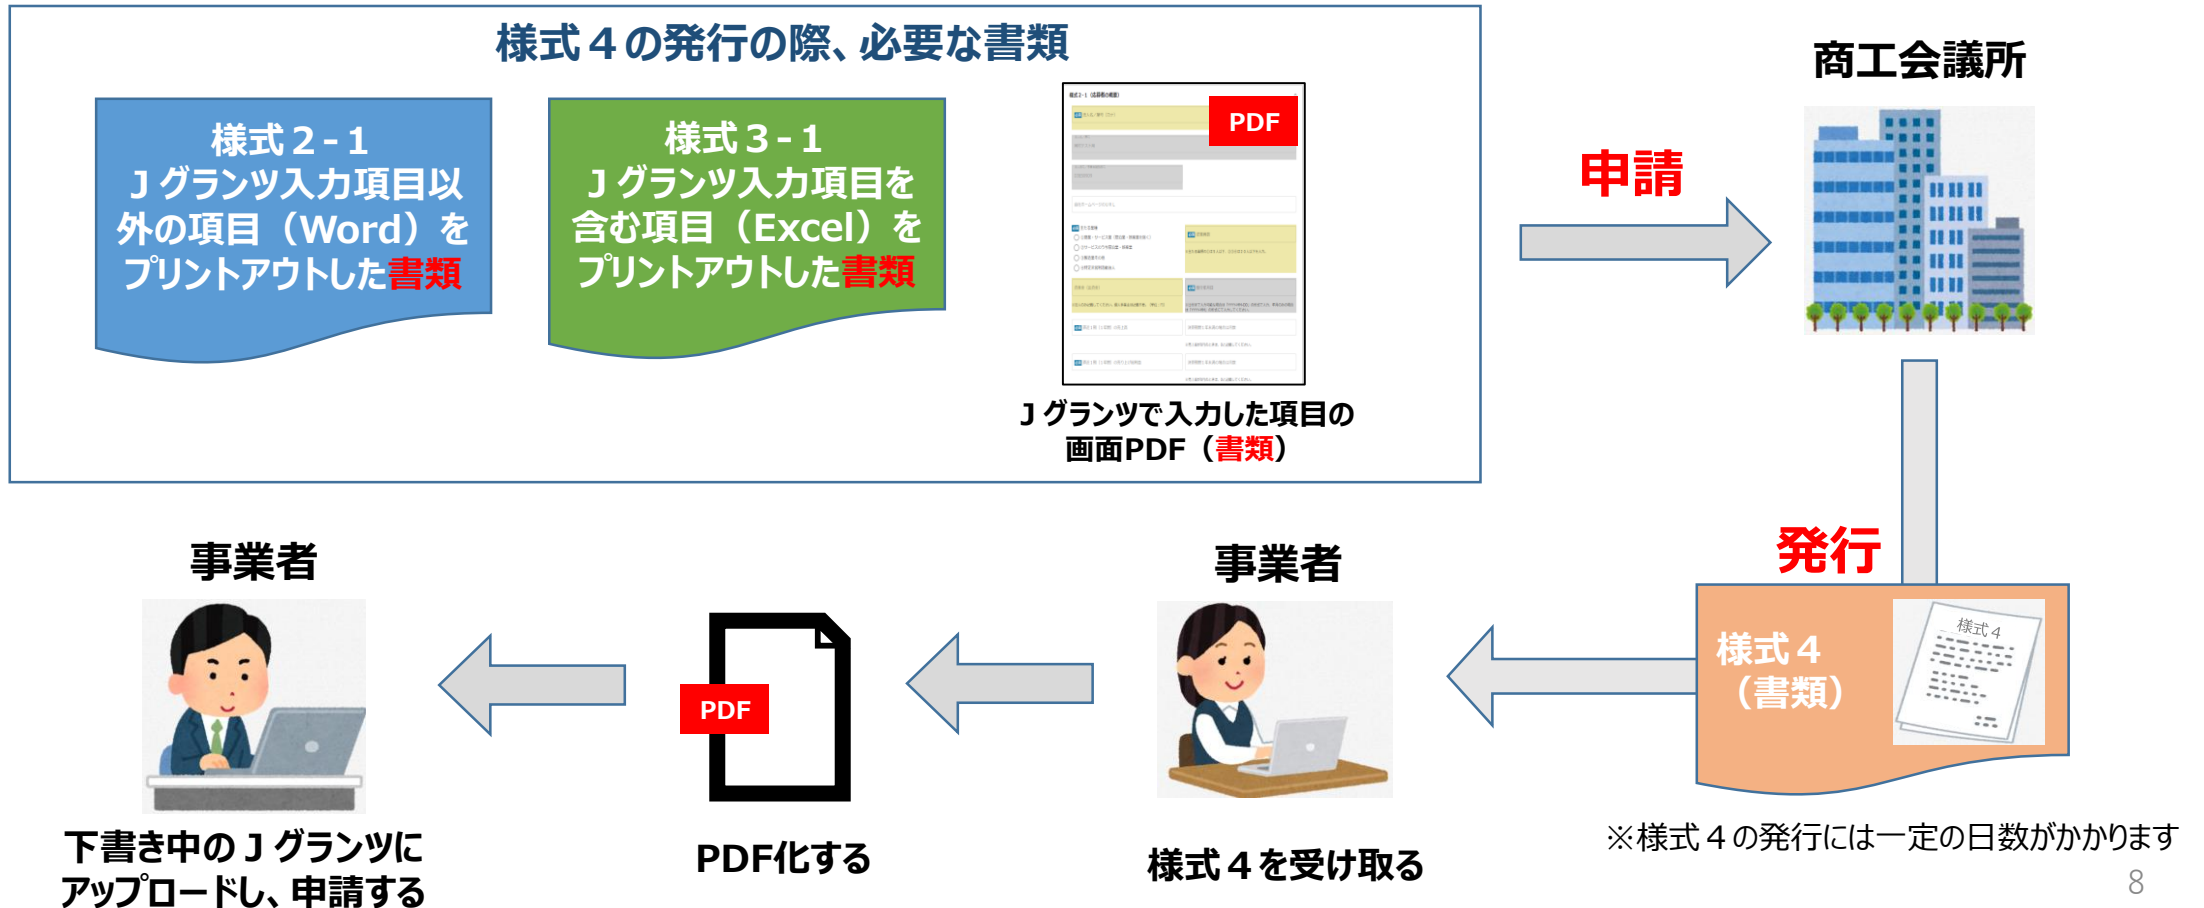 様式４の発行の際、必要な書類
様式２-１
Ｊグランツ入力項目以
外の項目（Word）を
プリントアウトした書類
様式３-１
Ｊグランツ入力項目を
含む項目（Excel）を
プリントアウトした書類
PDF
Ｊグランツで入力した項目の
画面PDF（書類）
申請
商工会議所
発行
様式４
（書類）
様式４
※様式４の発行には一定の日数がかかります
事業者
様式４を受け取る
PDF
PDF化する
事業者
下書き中のＪグランツに
アップロードし、申請する
8